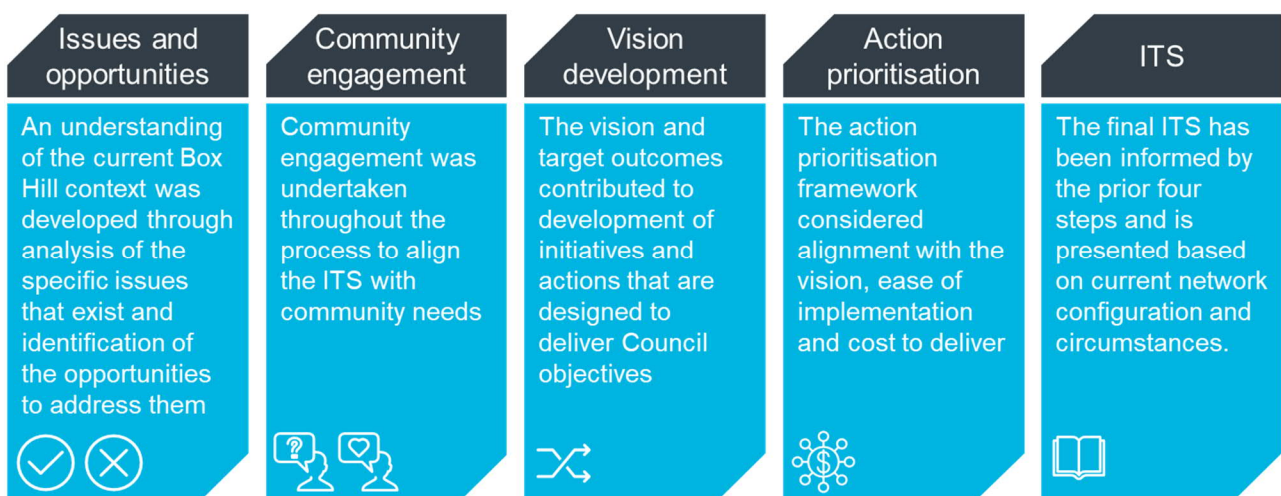 Issues and
opportunities
An understanding
of the current Box
Hill context was
developed through
analysis of the
specific issues
that exist and
identification of
the opportunities
to address them
Community
engagement
Community
engagement was
undertaken
throughout the
process to align
the ITS with
community needs
?
Vision
development
The vision and
target outcomes
contributed to
development of
initiatives and
actions that are
designed to
deliver Council
objectives
Action
prioritisation
The action
prioritisation
framework
considered
alignment with the
vision, ease of
implementation
and cost to deliver
$
ITS
The final ITS has
been informed by
the prior four
steps and is
presented based
on current network
configuration and
circumstances.